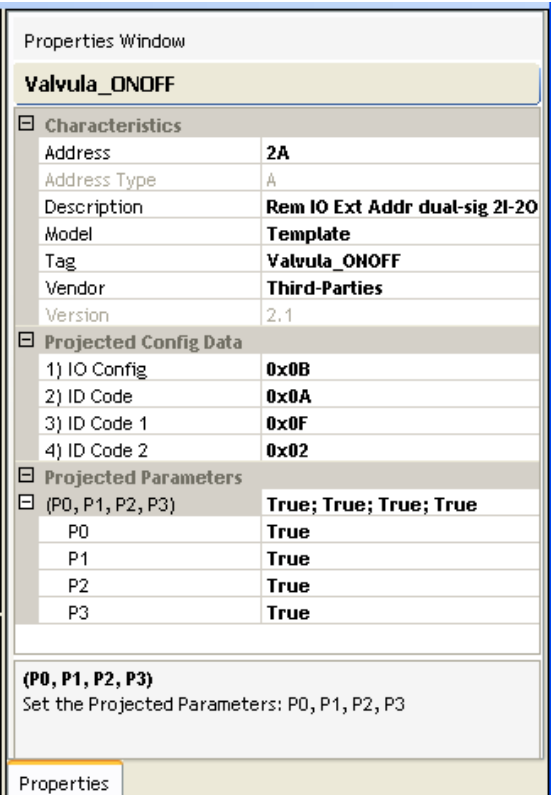 Properties Window
Valvula_ONOFF
Characteristics
Address 2A
Address Type A
Description Rem IO Ext Addr dual-sig 2I-2O
Model Template
Tag Valvula_ONOFF
Vendor Third-Parties
Version 2.1
Projected Config Data
1) IO Config 0x0B
2) ID Code 0x0A
3) ID Code 1 0x0F
4) ID Code 2 0x02
Projected Parameters
(P0, P1, P2, P3) True; True; True; True
P0 True
P1 True
P2 True
P3 True
(P0, P1, P2, P3)
Set the Projected Parameters: P0, P1, P2, P3
Properties